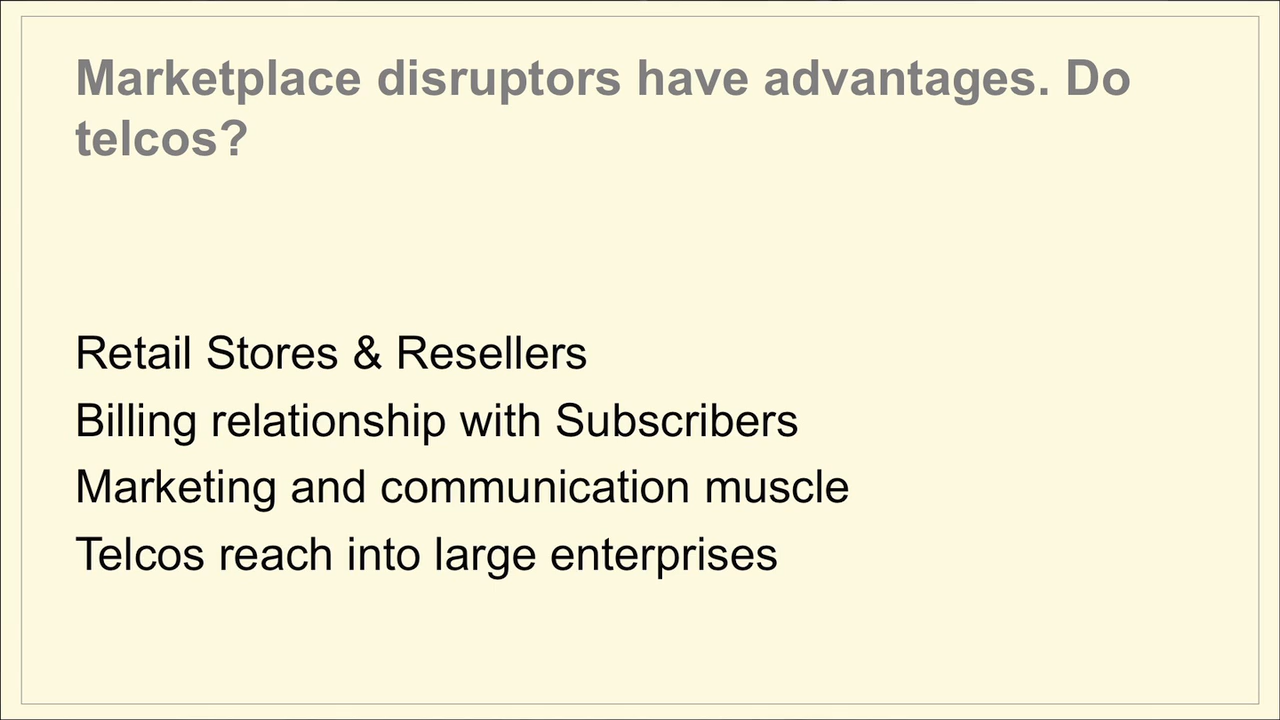 Marketplace disruptors have advantages. Do
telcos?
Retail Stores & Resellers
Billing relationship with Subscribers
Marketing and communication muscle
Telcos reach into large enterprises